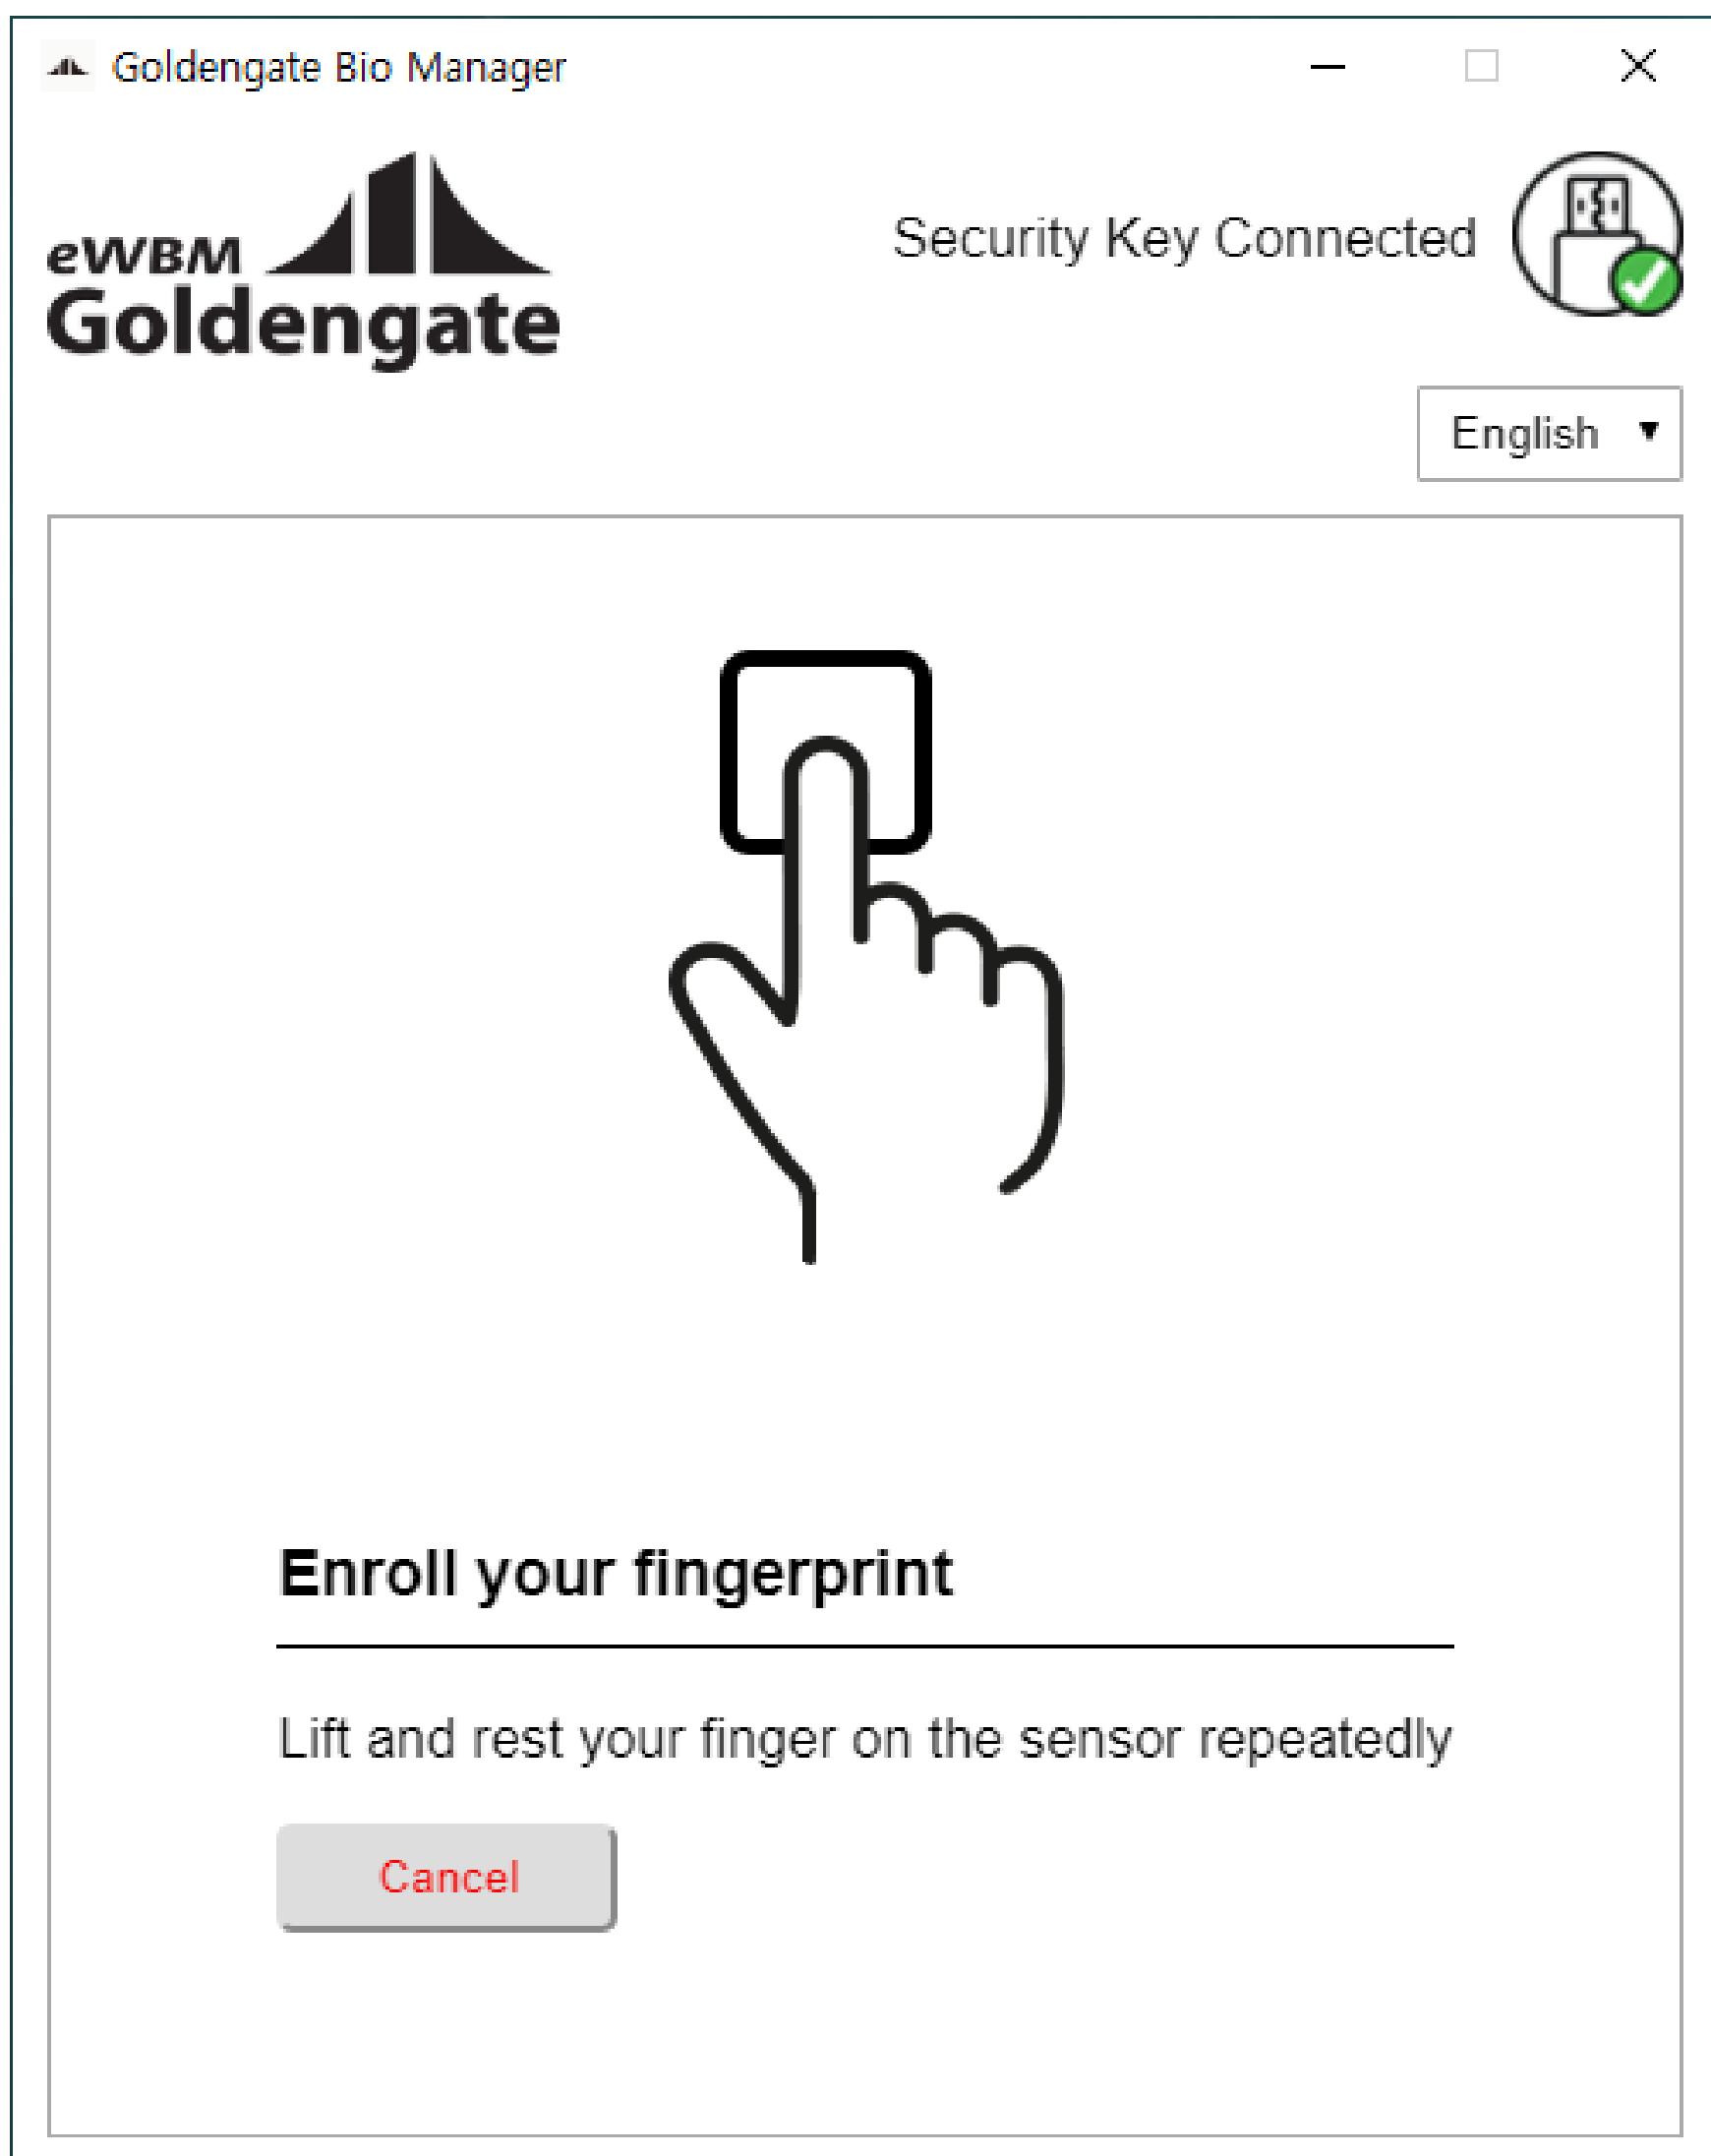 Goldengate Bio Manager
eWBM
Goldengate
Security Key Connected
English
Enroll your fingerprint
Lift and rest your finger on the sensor repeatedly
Cancel